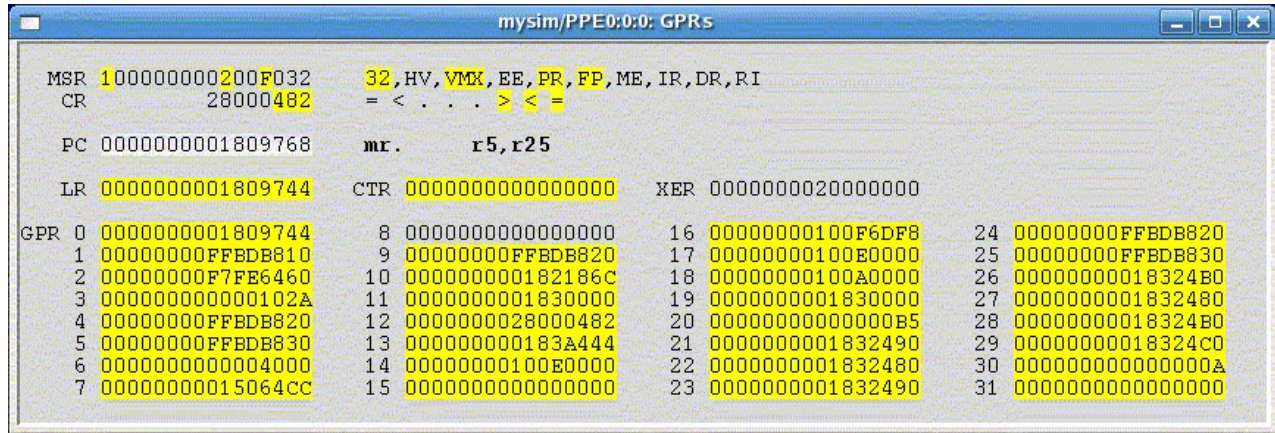 mysim/PPE0:0:0: GPRs
MSR 100000000200F032 32,HV,VMX,EE,PR,FP,ME,IR,DR,RI
CR 28000482 = < . . . > < =
PC 0000000001809768 mr. r5,r25
LR 0000000001809744 CTR 0000000000000000 XER 0000000020000000
GPR 0 0000000001809744 8 0000000000000000 16 00000000100F6DF8 24 00000000FFBDB820
1 00000000FFBDB810 9 00000000FFBDB820 17 00000000100E0000 25 00000000FFBDB830
2 00000000F7FE6460 10 000000000182186C 18 00000000100A0000 26 00000000018324B0
3 000000000000102A 11 0000000001830000 19 0000000001830000 27 0000000001832480
4 00000000FFBDB820 12 0000000028000482 20 00000000000000B5 28 00000000018324B0
5 00000000FFBDB830 13 000000000183A444 21 0000000001832490 29 00000000018324C0
6 0000000000004000 14 00000000100E0000 22 0000000001832480 30 000000000000000A
7 00000000015064CC 15 0000000000000000 23 0000000001832490 31 0000000000000000